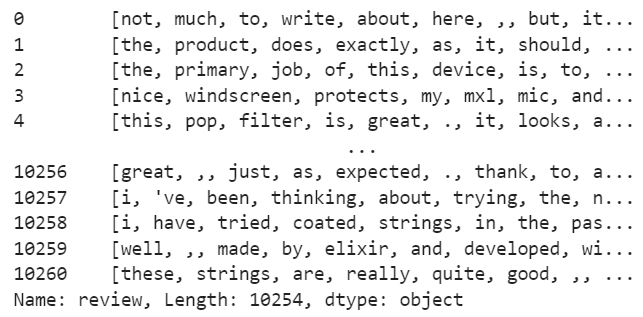 0 [not, much, to, write, about, here, ,, but, it...
1 [the, product, does, exactly, as, it, should, ...
2 [the, primary, job, of, this, device, is, to, ...
3 [nice, windscreen, protects, my, mxl, mic, and...
4 [this, pop, filter, is, great, ., it, looks, a...
...
10256 [great, ,, just, as, expected, ., thank, to, a...
10257 [i, 've, been, thinking, about, trying, the, n...
10258 [i, have, tried, coated, strings, in, the, pas...
10259 [well, ,, made, by, elixir, and, developed, wi...
10260 [these, strings, are, really, quite, good, ,, ...
Name: review, Length: 10254, dtype: object